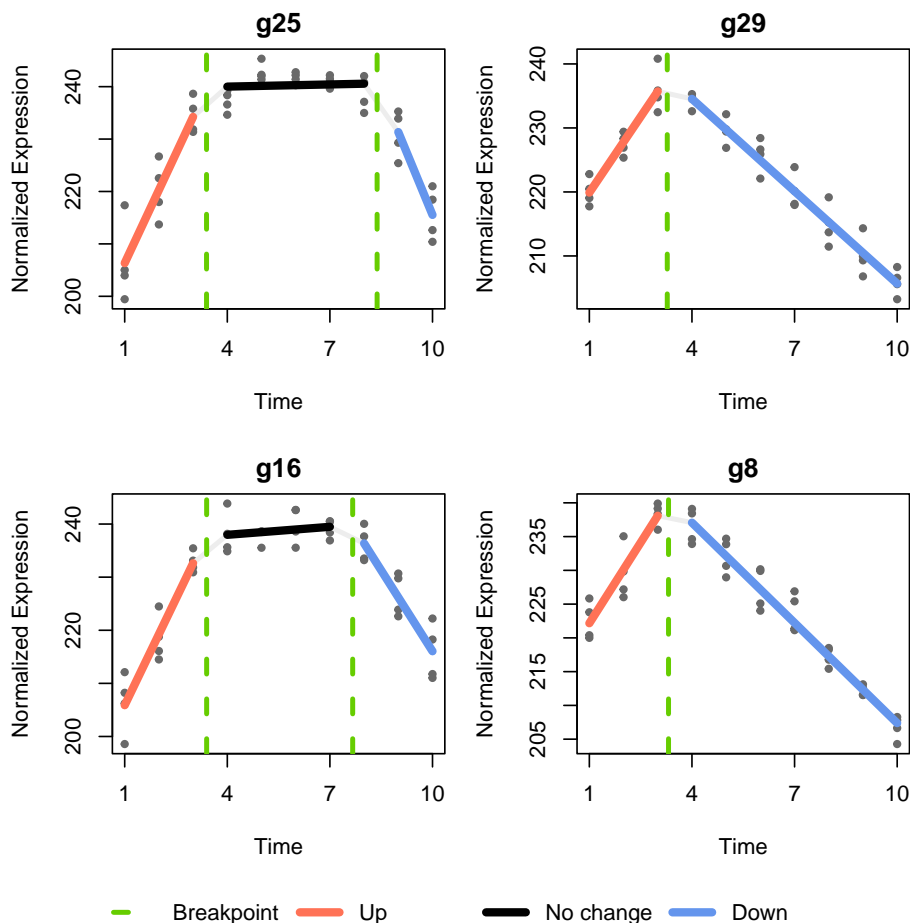 g25
Normalized Expression
200
220
240
1 4 7 10
Time
g29
Normalized Expression
210
220
230
240
1 4 7 10
Time
g16
Normalized Expression
200
220
240
1 4 7 10
Time
g8
Normalized Expression
205
215
225
235
1 4 7 10
Time
Breakpoint Up No change Down